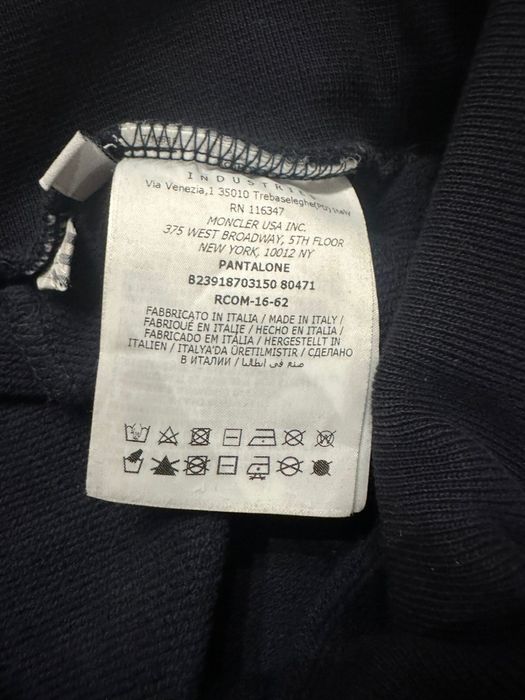 INDUSTRIES
Via Venezia,1 35010 Trebaseleghe(PD) Italy
RN 116347
MONCLER USA INC.
375 WEST BROADWAY, 5TH FLOOR
NEW YORK, 10012 NY
PANTALONE
B23918703150 80471
RCOM-16-62
FABBRICATO IN ITALIA / MADE IN ITALY /
FABRIQUÉ EN ITALIE / HECHO EN ITALIA /
FABRICADO EM ITÁLIA / HERGESTELLT IN
ITALIEN / ITALYA'DA ÜRETILMISTIR / СДЕЛАНО
В ИТАЛИИ / صنع في ايطاليا